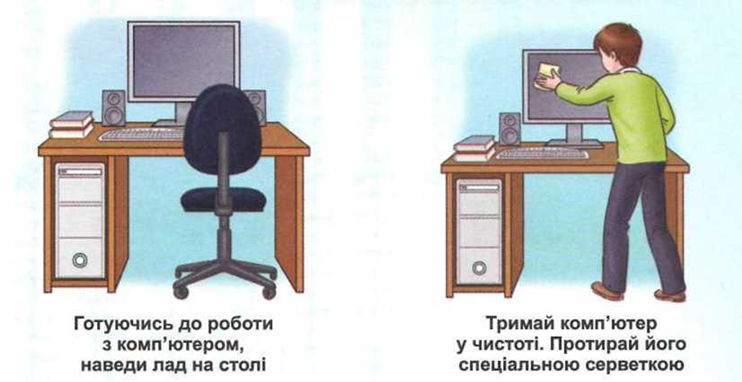 Готуючись до роботи
з комп’ютером,
наведи лад на столі
Тримай комп’ютер
у чистоті. Протирай його
спеціальною серветкою